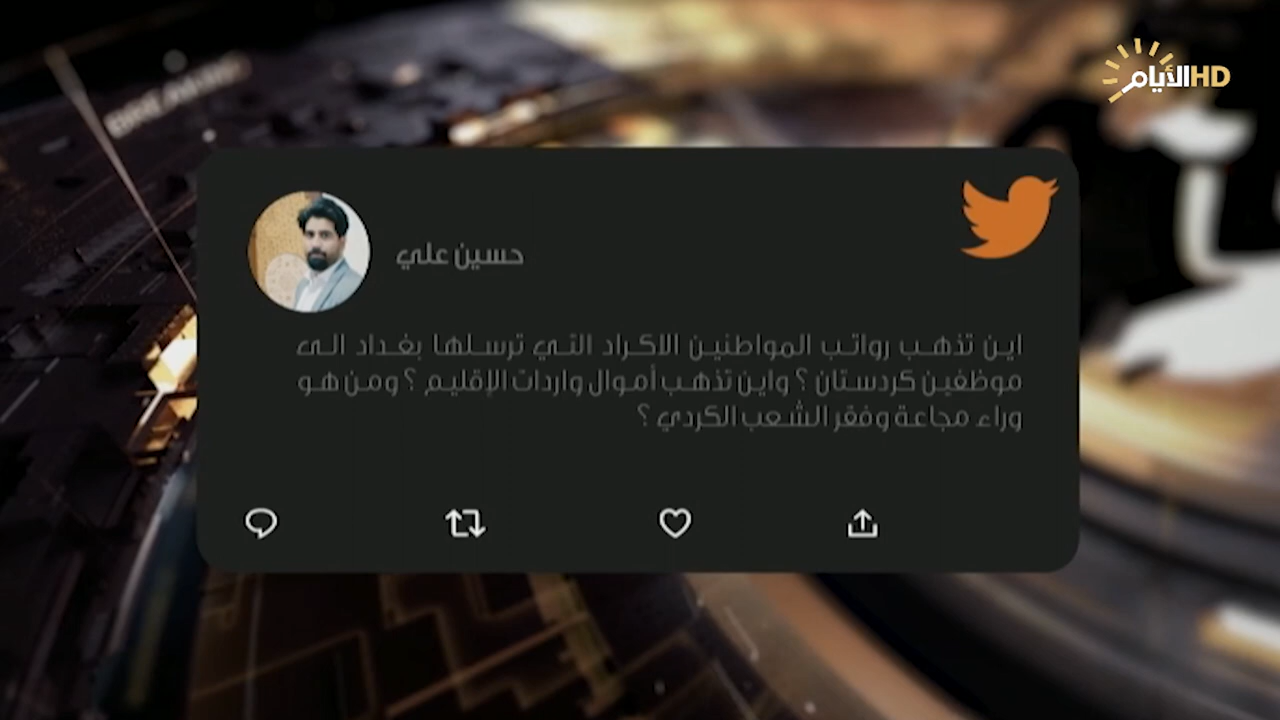 الأيام HD
BREAKING
حسين علي
اين تذهب رواتب المواطنين الاكراد التي ترسلها بغداد الى
موظفين كردستان ؟ واين تذهب أموال واردات الإقليم ؟ ومن هو
وراء مجاعة وفقر الشعب الكردي ؟